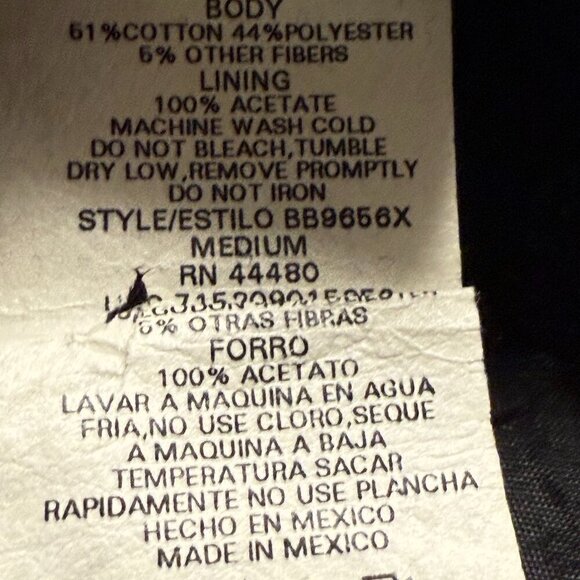 BODY
51%COTTON 44%POLYESTER
5% OTHER FIBERS
LINING
100% ACETATE
MACHINE WASH COLD
DO NOT BLEACH,TUMBLE
DRY LOW,REMOVE PROMPTLY
DO NOT IRON
STYLE/ESTILO BB9656X
MEDIUM
RN 44480
5% OTRAS FIBRAS
FORRO
100% ACETATO
LAVAR A MAQUINA EN AGUA
FRIA,NO USE CLORO,SEQUE
A MAQUINA A BAJA
TEMPERATURA SACAR
RAPIDAMENTE NO USE PLANCHA
HECHO EN MEXICO
MADE IN MEXICO